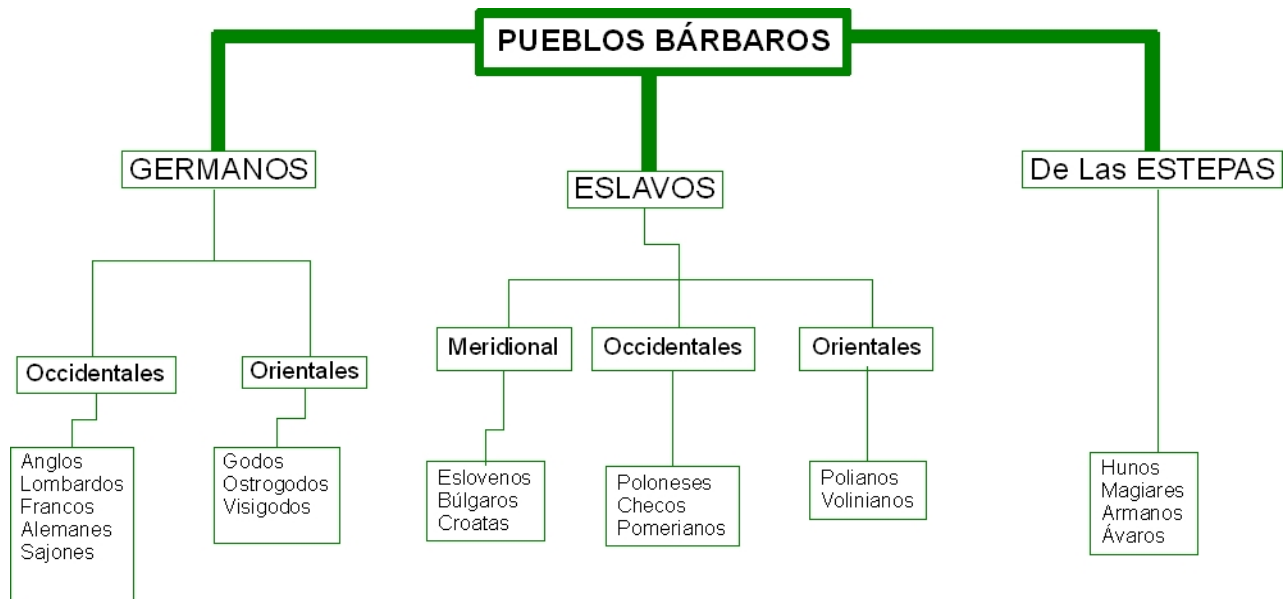 PUEBLOS BÁRBAROS
GERMANOS
ESLAVOS
De Las ESTEPAS
Occidentales
Orientales
Meridional
Occidentales
Orientales
Anglos
Lombardos
Francos
Alemanes
Sajones
Godos
Ostrogodos
Visigodos
Eslovenos
Búlgaros
Croatas
Poloneses
Checos
Pomerianos
Polianos
Volinianos
Hunos
Magiares
Armanos
Ávaros